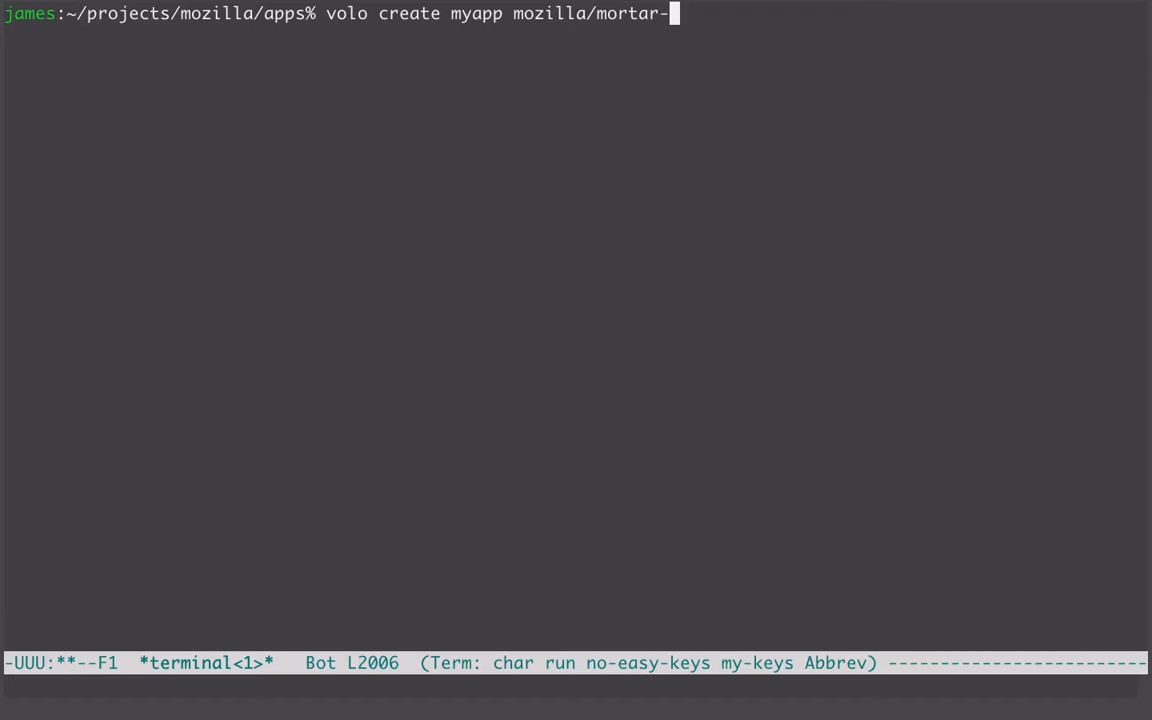 james:~/projects/mozilla/apps% volo create myapp mozilla/mortar-
-UUU:**--F1  *terminal<1>*   Bot L2006  (Term: char run no-easy-keys my-keys Abbrev) -------------------------